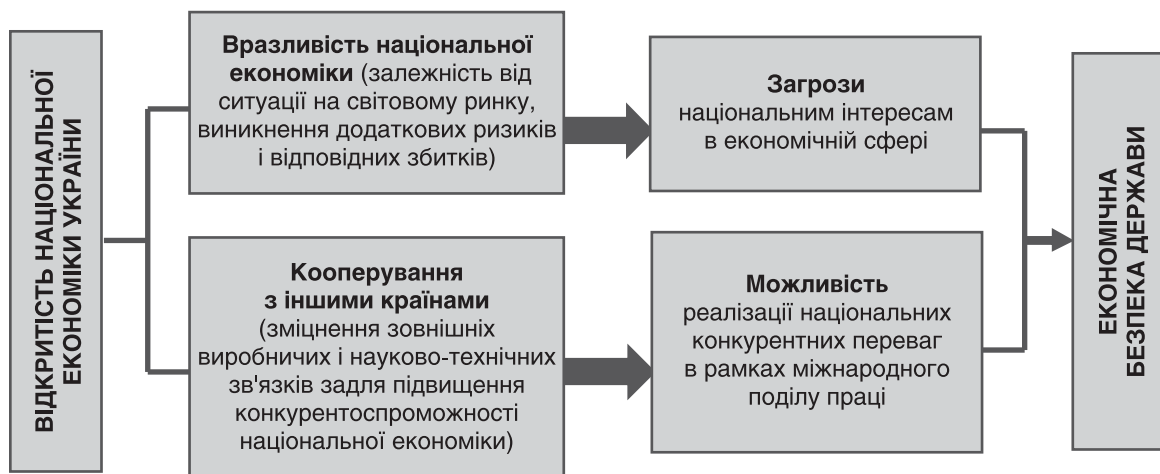 ВІДКРИТІСТЬ НАЦІОНАЛЬНОЇ
ЕКОНОМІКИ УКРАЇНИ
Вразливість національної
економіки (залежність від
ситуації на світовому ринку,
виникнення додаткових ризиків
і відповідних збитків)
Загрози
національним інтересам
в економічній сфері
Кооперування
з іншими країнами
(зміцнення зовнішніх
виробничих і науково-технічних
зв'язків задля підвищення
конкурентоспроможності
національної економіки)
Можливість
реалізації національних
конкурентних переваг
в рамках міжнародного
поділу праці
ЕКОНОМІЧНА
БЕЗПЕКА ДЕРЖАВИ